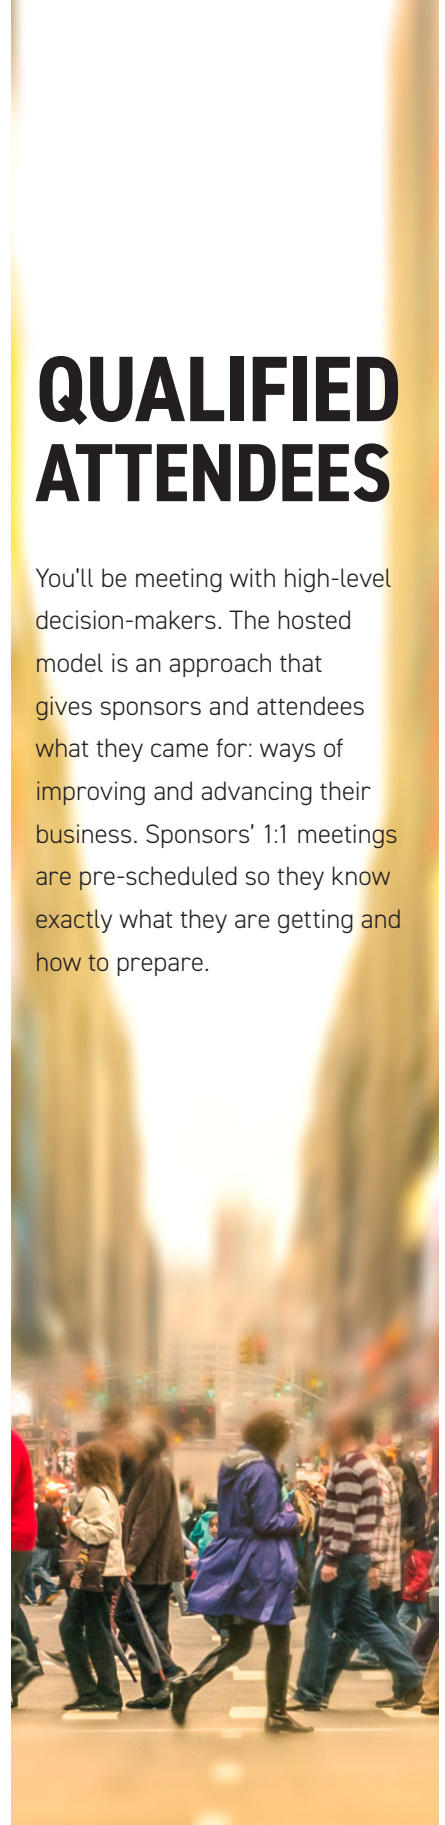 QUALIFIED
ATTENDEES
You’ll be meeting with high-level
decision-makers. The hosted
model is an approach that
gives sponsors and attendees
what they came for: ways of
improving and advancing their
business. Sponsors’ 1:1 meetings
are pre-scheduled so they know
exactly what they are getting and
how to prepare.